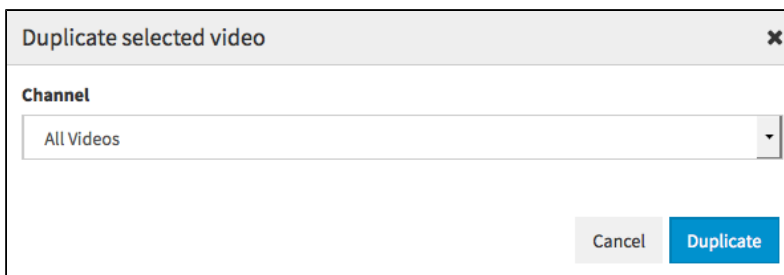 Duplicate selected video
Channel
All Videos
Cancel Duplicate